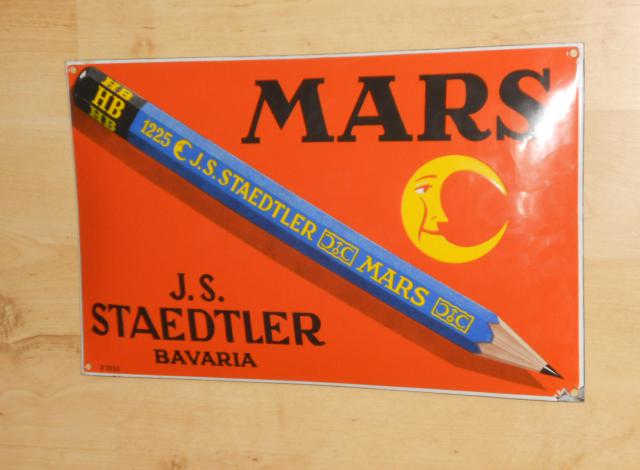 MARS
HB
HB
HB
1225 J.S. STAEDTLER MARS
J.S.
STAEDTLER
BAVARIA